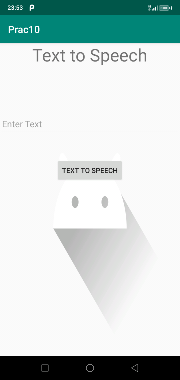 23:53
Prac10
Text to Speech
Enter Text
TEXT TO SPEECH